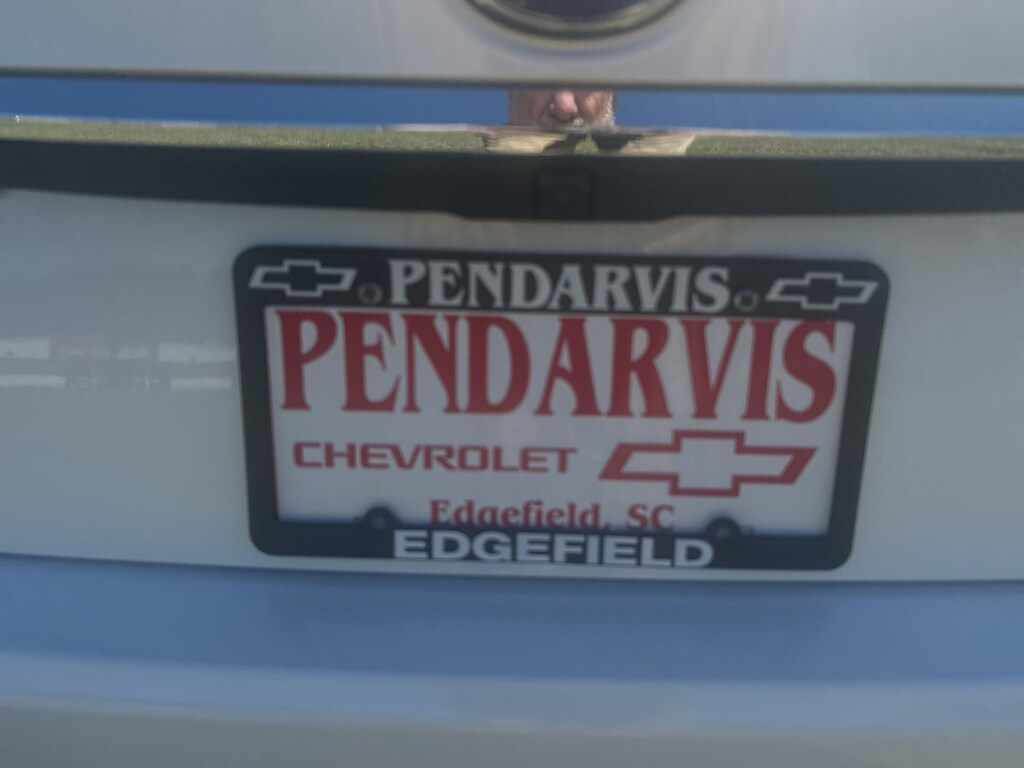 PENDARVIS
PENDARVIS
CHEVROLET
Edgefield, SC
EDGEFIELD